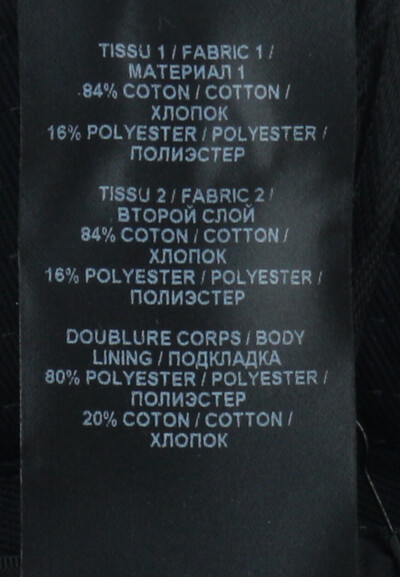 TISSU 1 / FABRIC 1 /
МАТЕРИАЛ 1
84% COTON / COTTON /
ХЛОПОК
16% POLYESTER / POLYESTER /
ПОЛИЭСТЕР
TISSU 2 / FABRIC 2 /
ВТОРОЙ СЛОЙ
84% COTON / COTTON /
ХЛОПОК
16% POLYESTER / POLYESTER /
ПОЛИЭСТЕР
DOUBLURE CORPS / BODY
LINING / ПОДКЛАДКА
80% POLYESTER / POLYESTER /
ПОЛИЭСТЕР
20% COTON / COTTON /
ХЛОПОК